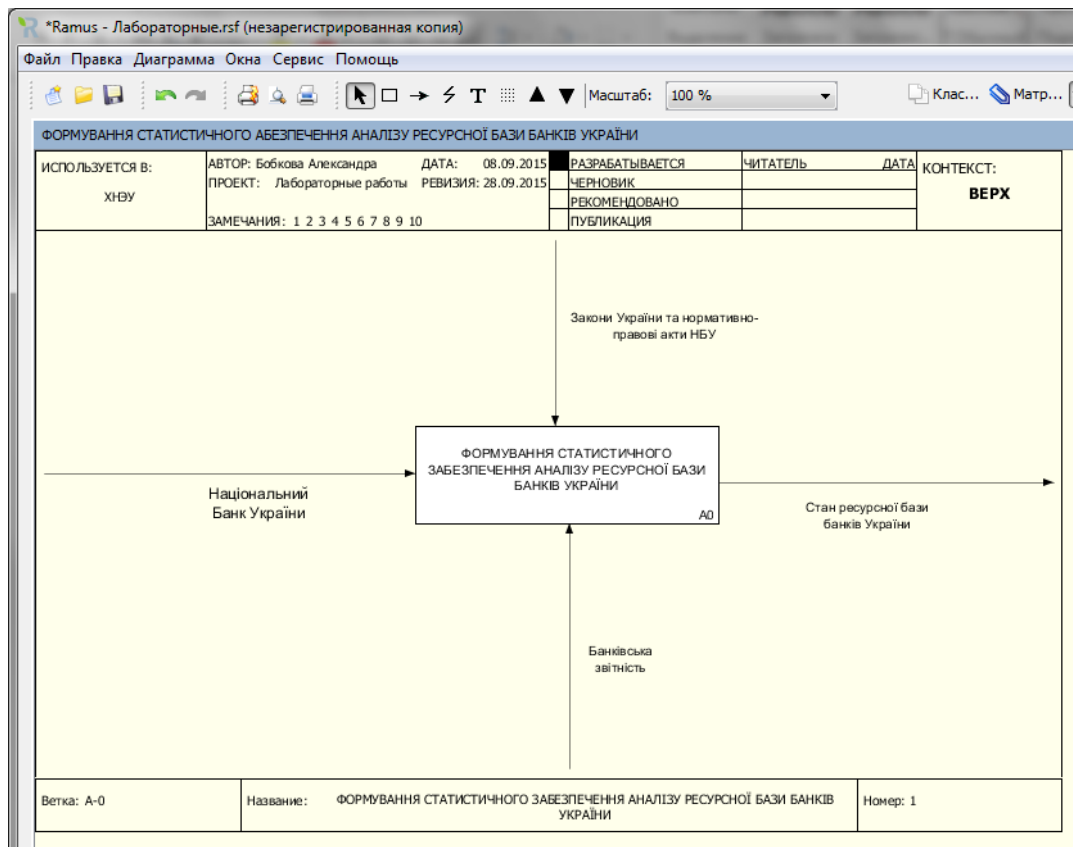 *Ramus - Лабораторные.rsf (незарегистрированная копия)
Файл Правка Диаграмма Окна Сервис Помощь
T Масштаб: 100 % Клас... Матр...
ФОРМУВАННЯ СТАТИСТИЧНОГО АБЕЗПЕЧЕННЯ АНАЛІЗУ РЕСУРСНОЇ БАЗИ БАНКІВ УКРАЇНИ
ИСПОЛЬЗУЕТСЯ В:
ХНЭУ
АВТОР: Бобкова Александра ДАТА: 08.09.2015
ПРОЕКТ: Лабораторные работы РЕВИЗИЯ: 28.09.2015
ЗАМЕЧАНИЯ: 1 2 3 4 5 6 7 8 9 10
РАЗРАБАТЫВАЕТСЯ
ЧЕРНОВИК
РЕКОМЕНДОВАНО
ПУБЛИКАЦИЯ
ЧИТАТЕЛЬ ДАТА
КОНТЕКСТ:
ВЕРХ
Закони України та нормативно-
правові акти НБУ
ФОРМУВАННЯ СТАТИСТИЧНОГО
ЗАБЕЗПЕЧЕННЯ АНАЛІЗУ РЕСУРСНОЇ БАЗИ
БАНКІВ УКРАЇНИ
A0
Національний
Банк України
Стан ресурсної бази
банків України
Банківська
звітність
Ветка: A-0
Название: ФОРМУВАННЯ СТАТИСТИЧНОГО ЗАБЕЗПЕЧЕННЯ АНАЛІЗУ РЕСУРСНОЇ БАЗИ БАНКІВ
УКРАЇНИ
Номер: 1